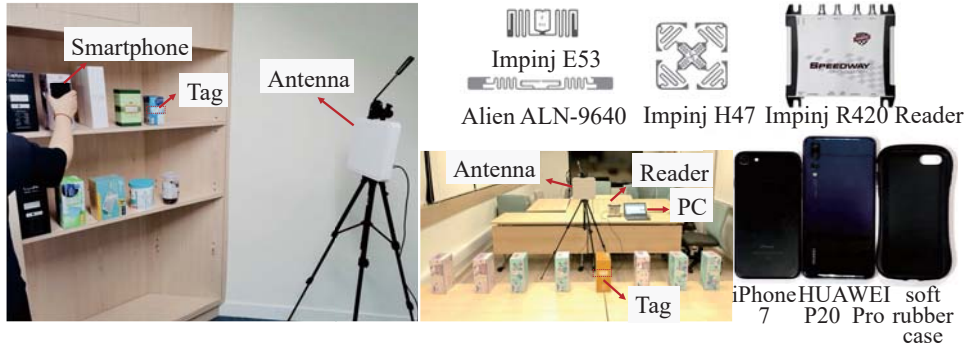 Smartphone
Tag
Antenna
Impinj E53
Alien ALN-9640
Impinj H47
SPEEDWAY
Impinj R420 Reader
Antenna
Reader
PC
Tag
iPhone
7
HUAWEI
P20 Pro
soft
rubber
case